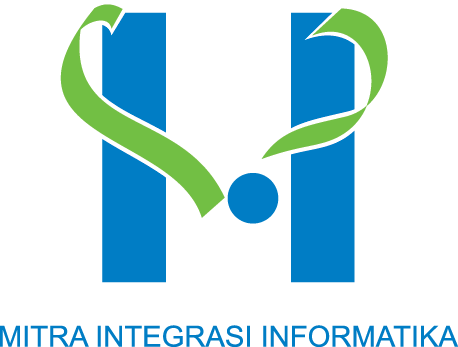 MITRA INTEGRASI INFORMATIKA